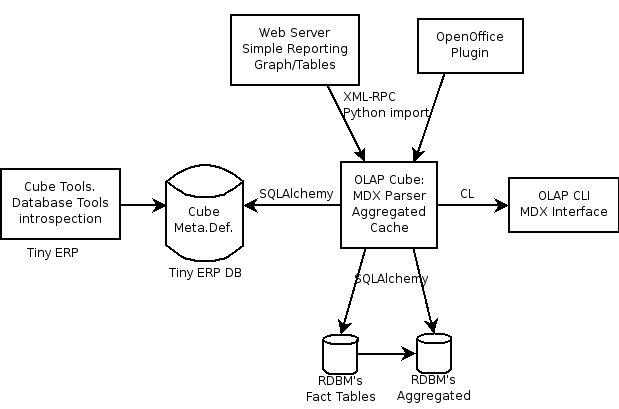 Web Server
Simple Reporting
Graph/Tables
OpenOffice
Plugin
XML-RPC
Python import
Cube Tools.
Database Tools
introspection
Tiny ERP
Cube
Meta.Def.
Tiny ERP DB
SQLAlchemy
OLAP Cube:
MDX Parser
Aggregated
Cache
CL
OLAP CLI
MDX Interface
SQLAlchemy
RDBM's
Fact Tables
RDBM's
Aggregated